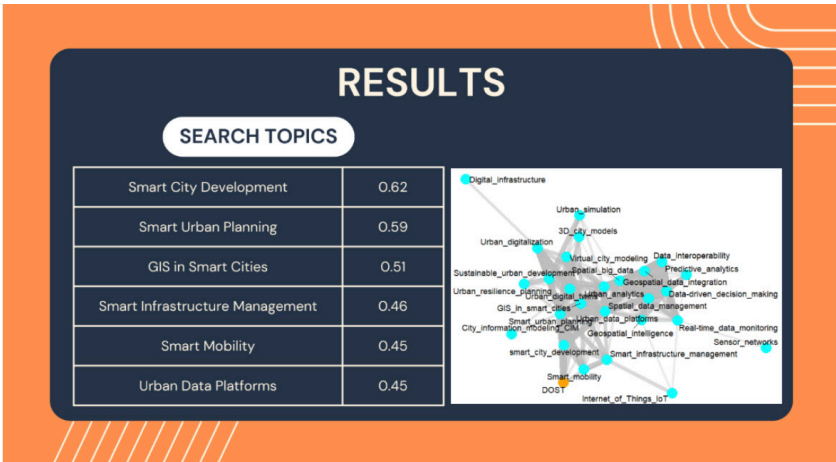 RESULTS
SEARCH TOPICS
Smart City Development 0.62
Smart Urban Planning 0.59
GIS in Smart Cities 0.51
Smart Infrastructure Management 0.46
Smart Mobility 0.45
Urban Data Platforms 0.45
Digital_infrastructure
Urban_simulation
3D_city_models
Urban_digitalization
Virtual_city_modeling
Data_interoperability
Sustainable_urban_development
Spatial_big_data
Predictive_analytics
Geospatial_data_integration
Urban_resilience_planning
Urban_digital_twins
Urban_analytics
Data-driven_decision_making
GIS_in_smart_cities
Spatial_data_management
Smart_urban_planning
Urban_data_platforms
City_information_modeling_CIM
Geospatial_intelligence
Real-time_data_monitoring
Sensor_networks
smart_city_development
Smart_infrastructure_management
Smart_mobility
DOST
Internet_of_Things_IoT